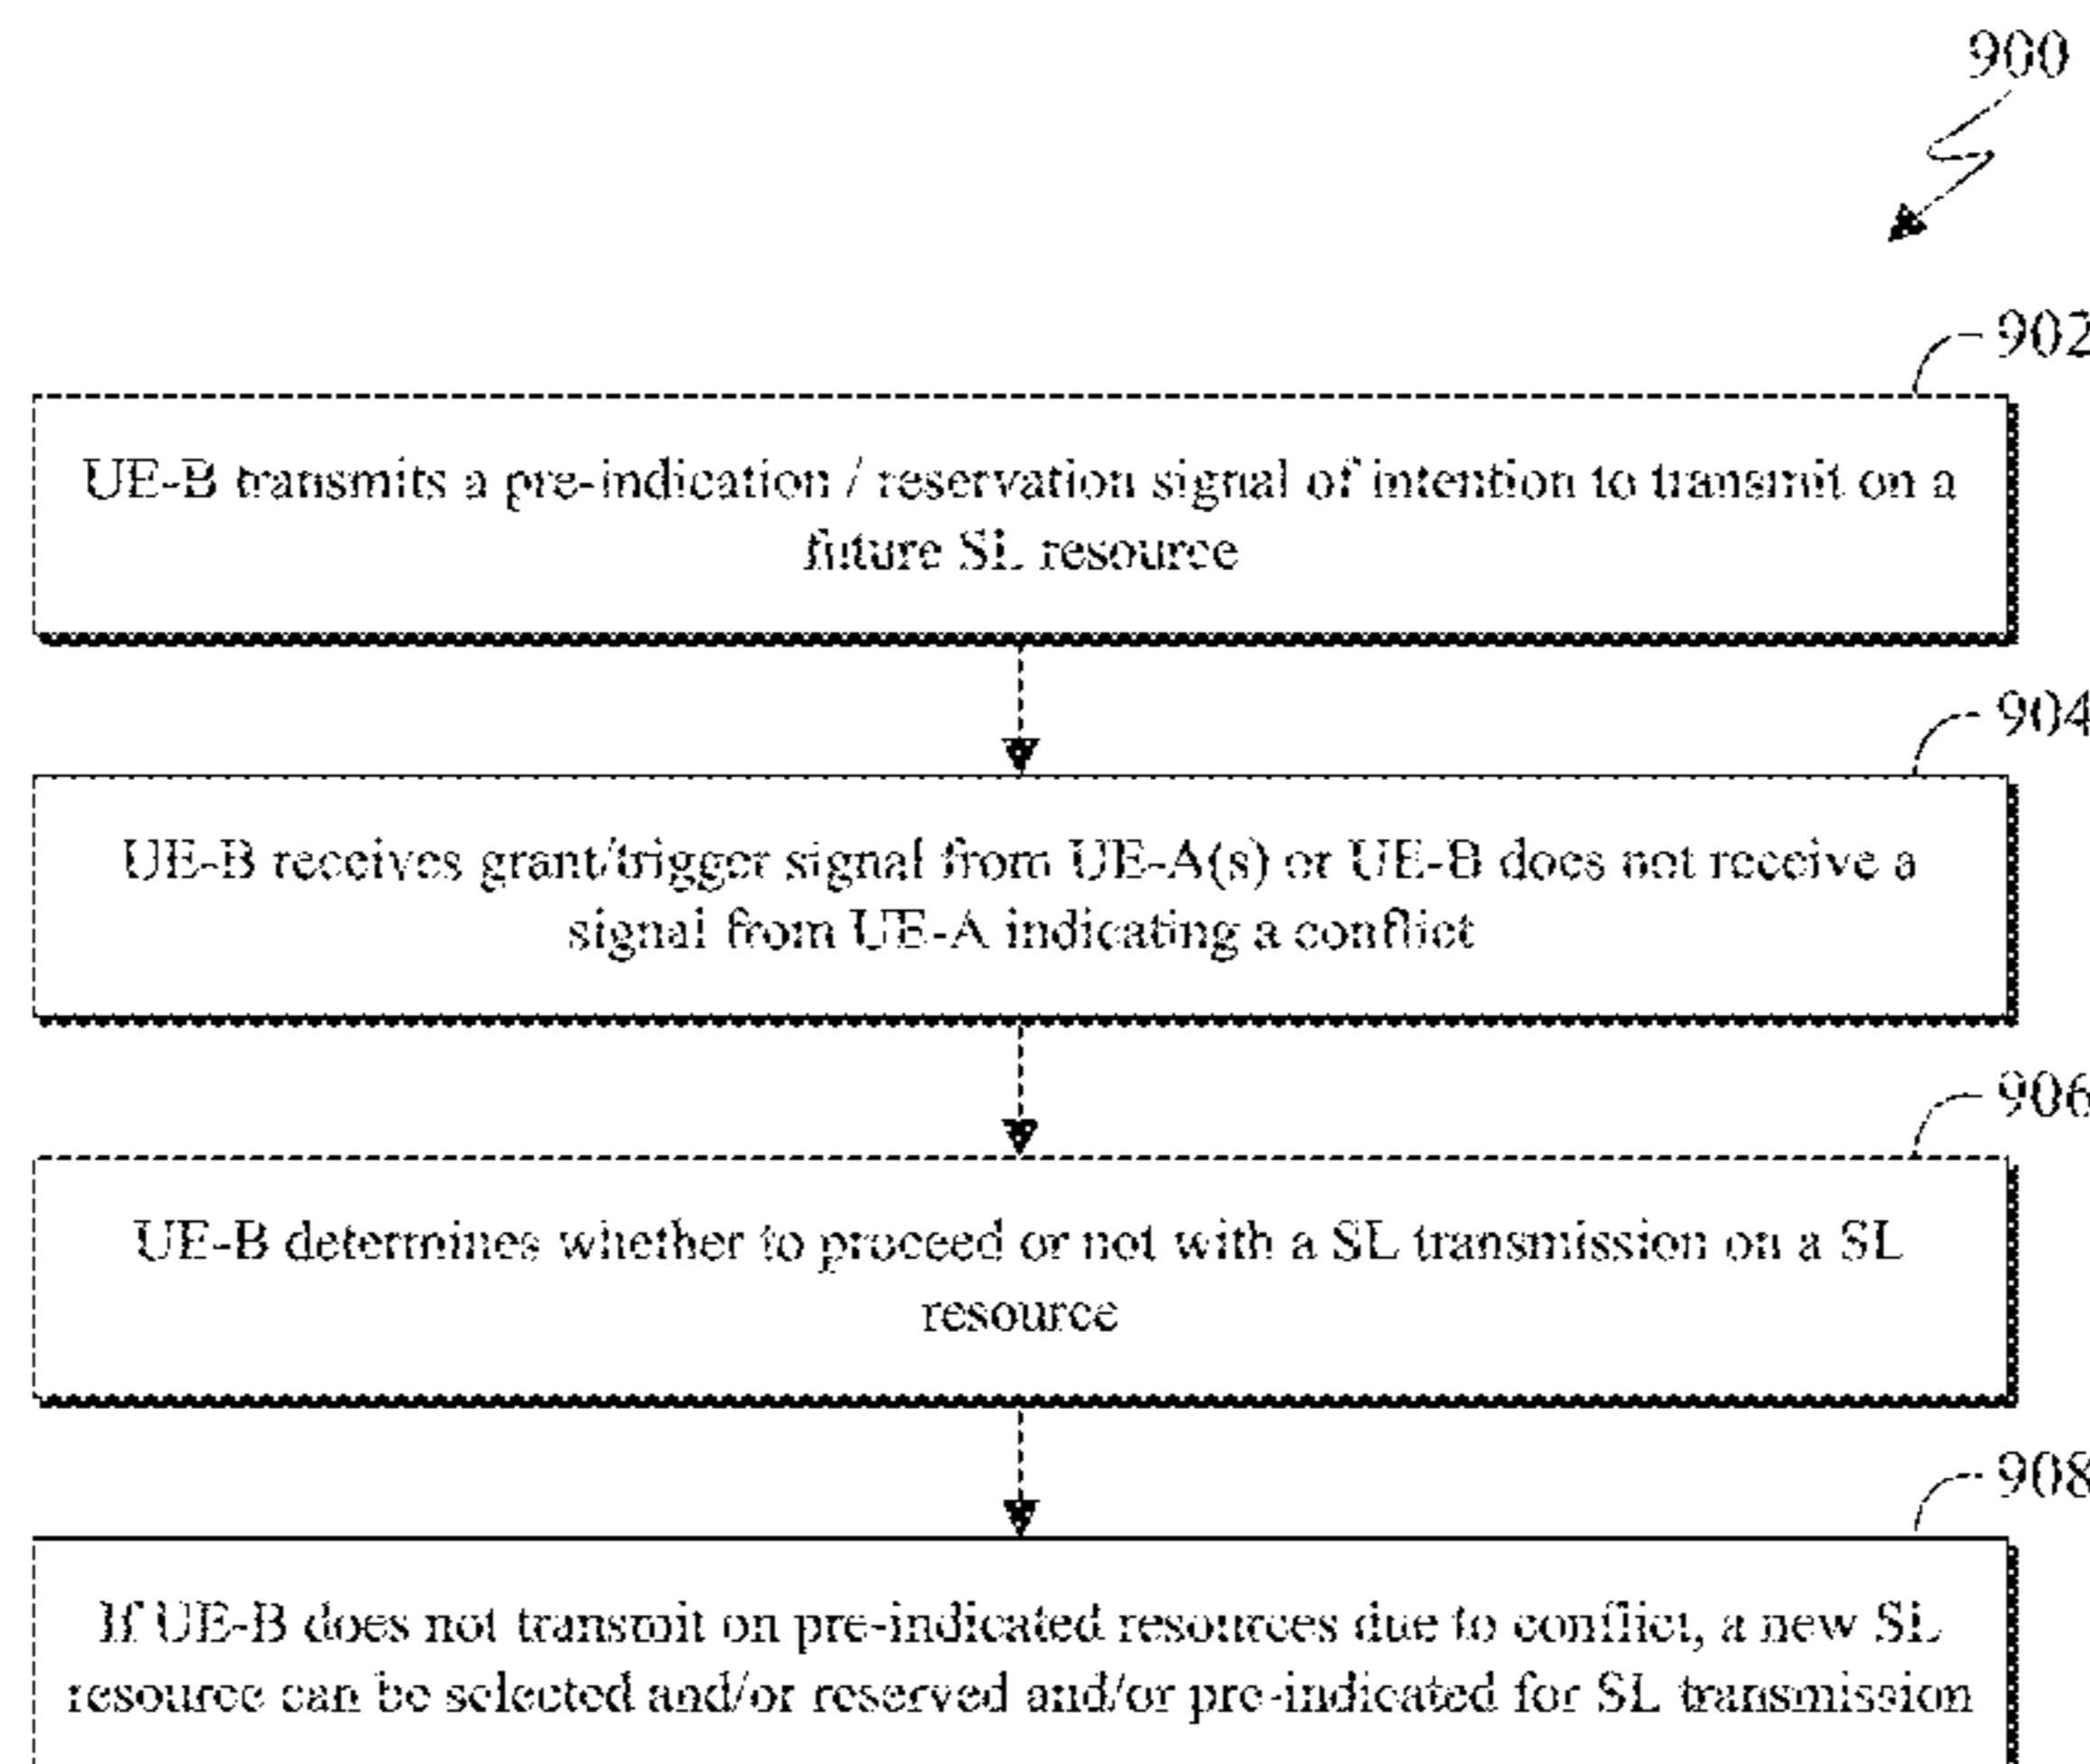 900
902
UE-B transmits a pre-indication / reservation signal of intention to transmit on a
future SL resource
904
UE-B receives grant/trigger signal from UE-A(s) or UE-B does not receive a
signal from UE-A indicating a conflict
906
UE-B determines whether to proceed or not with a SL transmission on a SL
resource
908
If UE-B does not transmit on pre-indicated resources due to conflict, a new SL
resource can be selected and/or reserved and/or pre-indicated for SL transmission